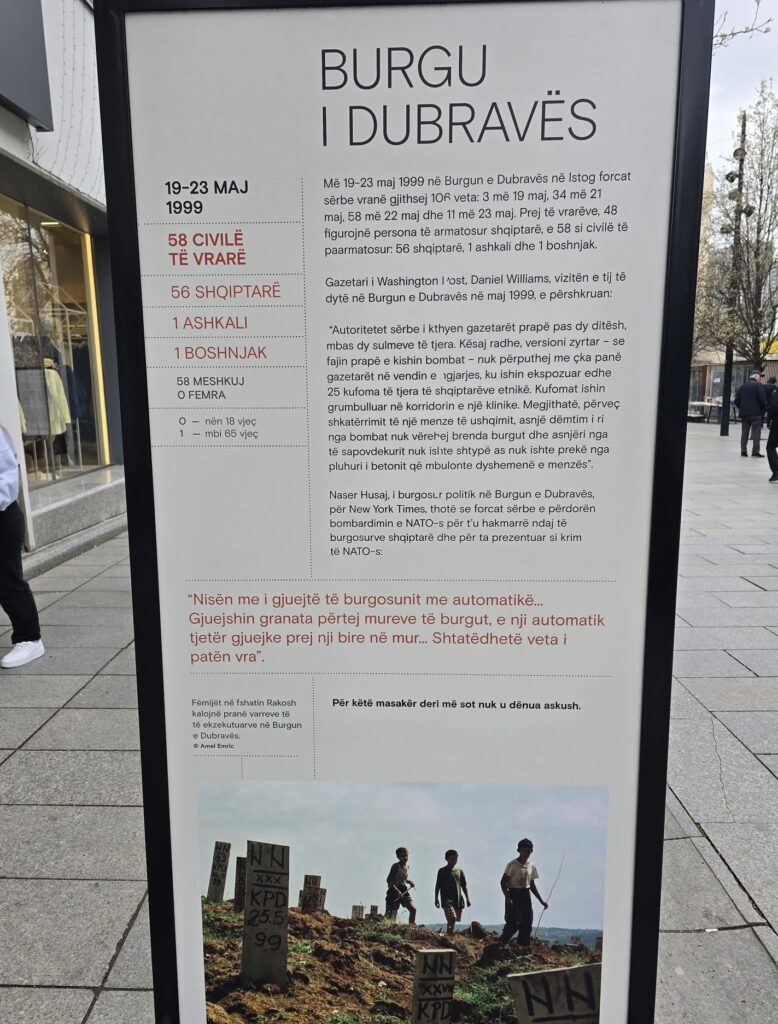 BURGU
I DUBRAVËS
19-23 MAJ
1999
58 CIVILË
TË VRARË
56 SHQIPTARË
1 ASHKALI
1 BOSHNJAK
58 MESHKUJ
0 FEMRA
0 – nën 18 vjeç
1 – mbi 65 vjeç
Më 19-23 maj 1999 në Burgun e Dubravës në Istog forcat
sërbe vranë gjithsej 106 veta: 3 më 19 maj, 34 më 21
maj, 58 më 22 maj dhe 11 më 23 maj. Prej të vrarëve, 48
figurojnë persona të armatosur shqiptarë, e 58 si civilë të
paarmatosur: 56 shqiptarë, 1 ashkali dhe 1 boshnjak.
Gazetari i Washington Post, Daniel Williams, vizitën e tij të
dytë në Burgun e Dubravës në maj 1999, e përshkruan:
"Autoritetet sërbe i kthyen gazetarët prapë pas dy ditësh,
mbas dy sulmeve të tjera. Kësaj radhe, versioni zyrtar – se
fajin prapë e kishin bombat – nuk përputhej me çka panë
gazetarët në vendin e ngjarjes, ku ishin ekspozuar edhe
25 kufoma të tjera të shqiptarëve etnikë. Kufomat ishin
grumbulluar në korridorin e një klinike. Megjithatë, përveç
shkatërrimit të një menze të ushqimit, asnjë dëmtim i ri
nga bombat nuk vërehej brenda burgut dhe asnjëri nga
të sapovdekurit nuk ishte shtypë as nuk ishte prekë nga
pluhuri i betonit që mbulonte dyshemenë e menzës".
Naser Husaj, i burgosur politik në Burgun e Dubravës,
për New York Times, thotë se forcat sërbe e përdorën
bombardimin e NATO-s për t'u hakmarrë ndaj të
burgosurve shqiptarë dhe për ta prezentuar si krim
të NATO-s:
"Nisën me i gjuejtë të burgosunit me automatikë...
Gjuejshin granata përtej mureve të burgut, e nji automatik
tjetër gjuejke prej nji bire në mur... Shtatëdhetë veta i
patën vra".
Fëmijët në fshatin Rakosh
kalojnë pranë varreve të
të ekzekutuarve në Burgun
e Dubravës.
© Amel Emric
Për këtë masakër deri më sot nuk u dënua askush.
NN
XXX
KPD
25.5
99
NN
KPD
NN